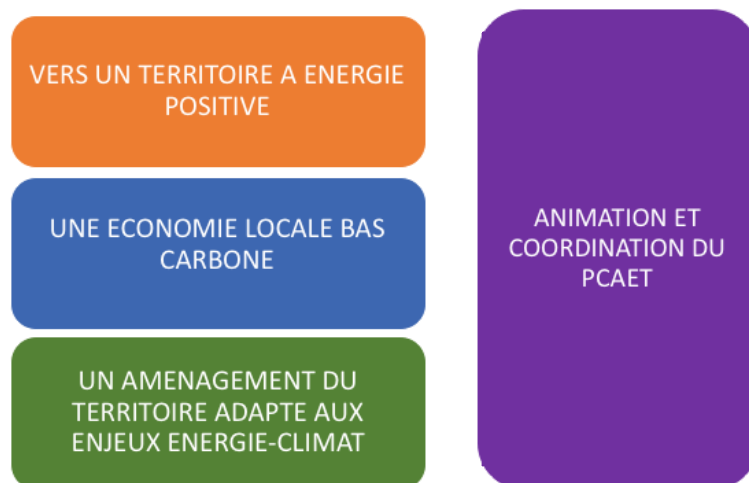 VERS UN TERRITOIRE A ENERGIE
POSITIVE
UNE ECONOMIE LOCALE BAS
CARBONE
UN AMENAGEMENT DU
TERRITOIRE ADAPTE AUX
ENJEUX ENERGIE-CLIMAT
ANIMATION ET
COORDINATION DU
PCAET